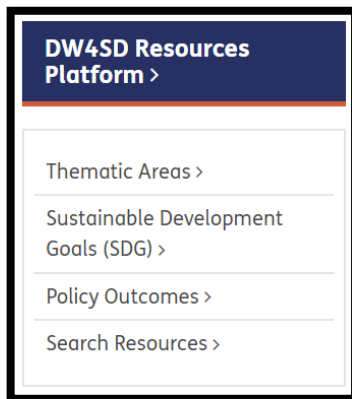 DW4SD Resources
Platform >
Thematic Areas >
Sustainable Development
Goals (SDG) >
Policy Outcomes >
Search Resources >